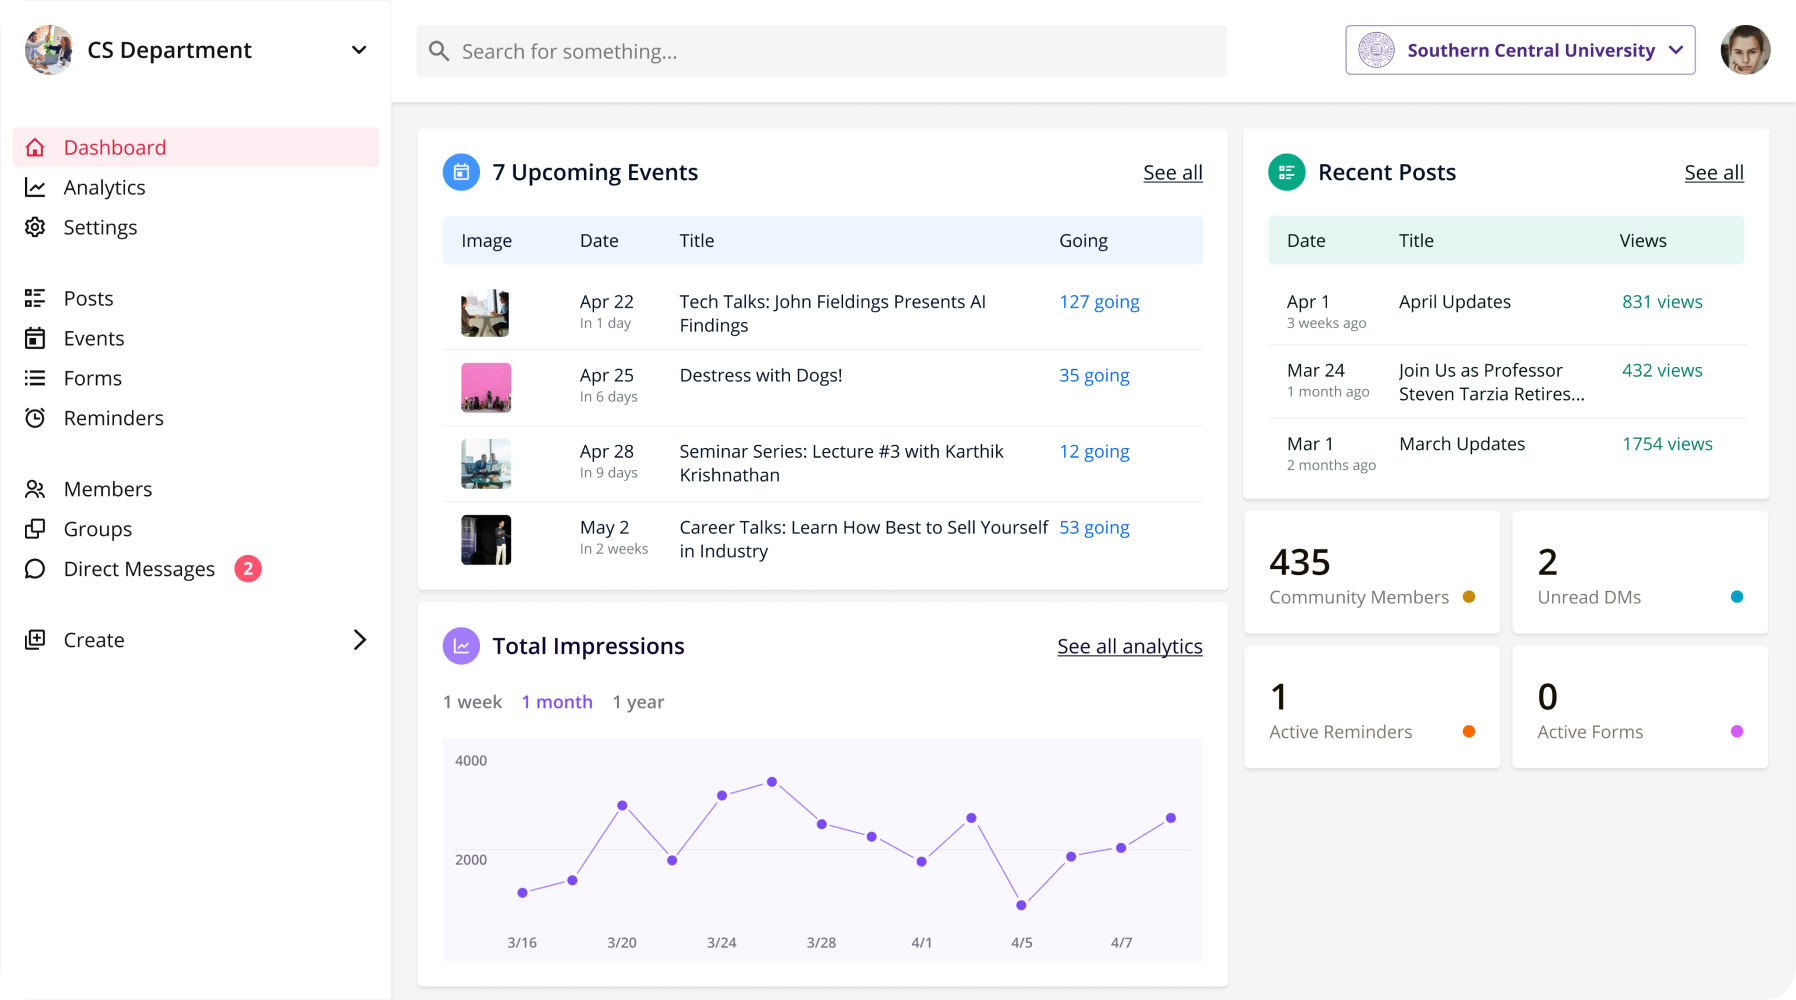 CS Department
Search for something...
Southern Central University
Dashboard
Analytics
Settings
Posts
Events
Forms
Reminders
Members
Groups
Direct Messages 2
Create
7 Upcoming Events
See all
Image Date Title Going
Apr 22
In 1 day
Tech Talks: John Fieldings Presents AI
Findings
127 going
Apr 25
In 6 days
Destress with Dogs!
35 going
Apr 28
In 9 days
Seminar Series: Lecture #3 with Karthik
Krishnathan
12 going
May 2
In 2 weeks
Career Talks: Learn How Best to Sell Yourself
in Industry
53 going
Recent Posts
See all
Date Title Views
Apr 1
3 weeks ago
April Updates
831 views
Mar 24
1 month ago
Join Us as Professor
Steven Tarzia Retires...
432 views
Mar 1
2 months ago
March Updates
1754 views
435
Community Members
2
Unread DMs
1
Active Reminders
0
Active Forms
Total Impressions
See all analytics
1 week 1 month 1 year
4000
2000
3/16 3/20 3/24 3/28 4/1 4/5 4/7